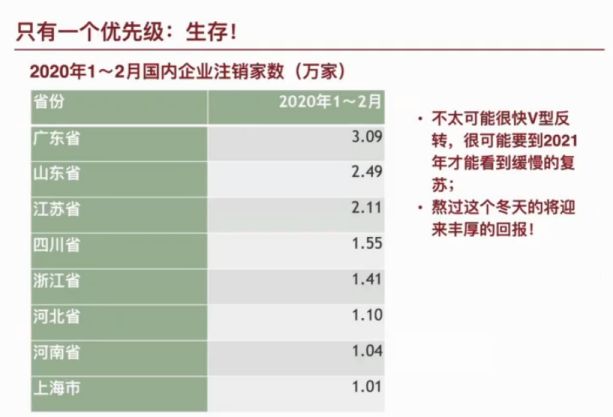 只有一个优先级：生存！
2020年1～2月国内企业注销家数（万家）
省份 2020年1～2月
广东省 3.09
山东省 2.49
江苏省 2.11
四川省 1.55
浙江省 1.41
河北省 1.10
河南省 1.04
上海市 1.01
• 不太可能很快V型反
转，很可能要到2021
年才能看到缓慢的复
苏；
• 熬过这个冬天的将迎
来丰厚的回报！